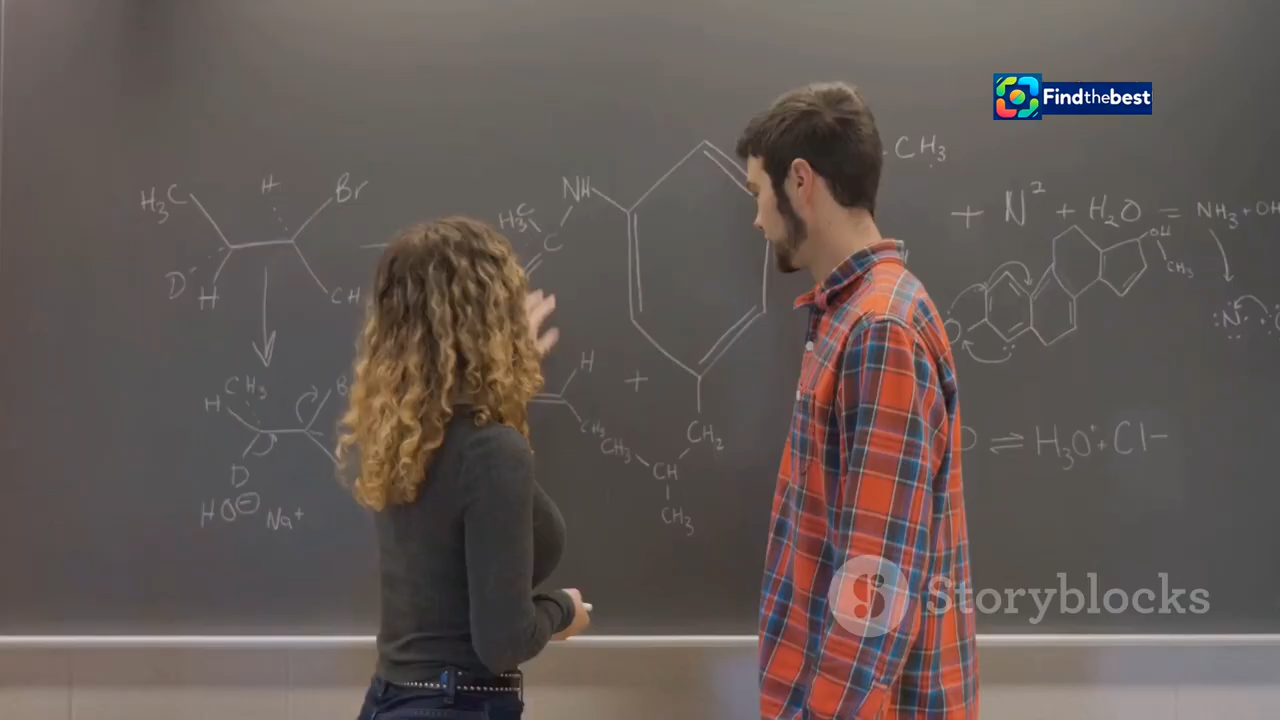 Findthebest
H₃C
H
Br
D
H
CH
CH₃
H
D
HO⊖ Na⁺
H₃C
C
NH
H
CH₃
+
CH₂
CH₃
CH
CH₃
CH₃
+ N² + H₂O = NH₃ + OH
OH
CH₃
:N:
⇌ H₃O⁺ + Cl−
Storyblocks